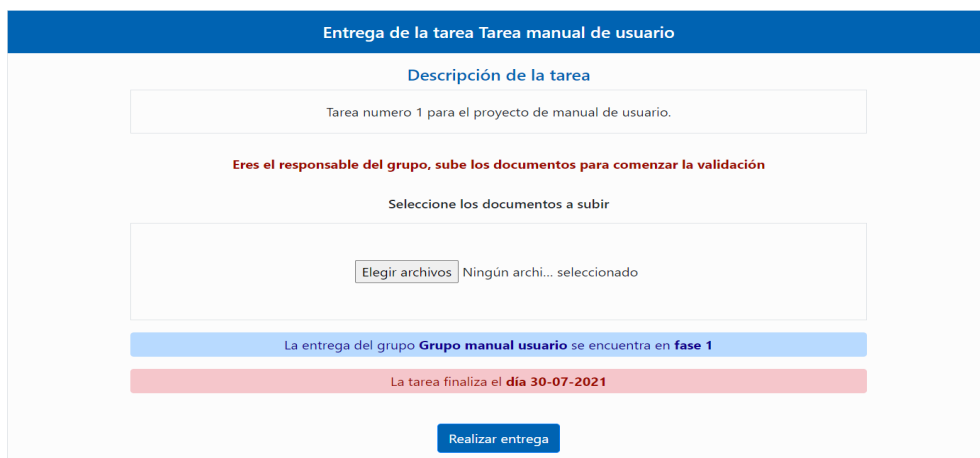 Entrega de la tarea Tarea manual de usuario
Descripción de la tarea
Tarea numero 1 para el proyecto de manual de usuario.
Eres el responsable del grupo, sube los documentos para comenzar la validación
Seleccione los documentos a subir
Elegir archivos Ningún archi... seleccionado
La entrega del grupo Grupo manual usuario se encuentra en fase 1
La tarea finaliza el día 30-07-2021
Realizar entrega